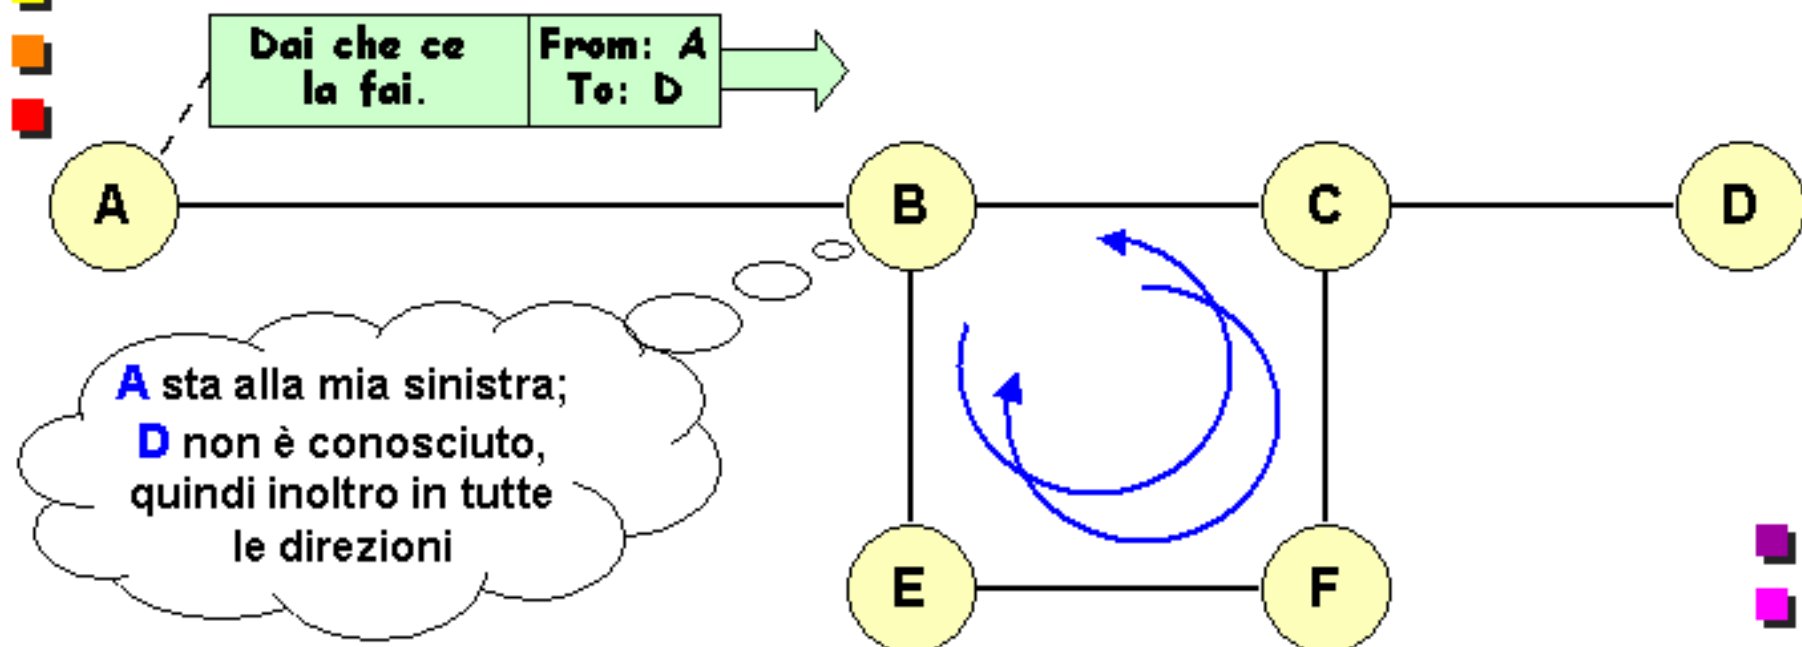 Dai che ce
la fai.
From: A
To: D
A
B
C
D
A sta alla mia sinistra;
D non è conosciuto,
quindi inoltro in tutte
le direzioni
E
F